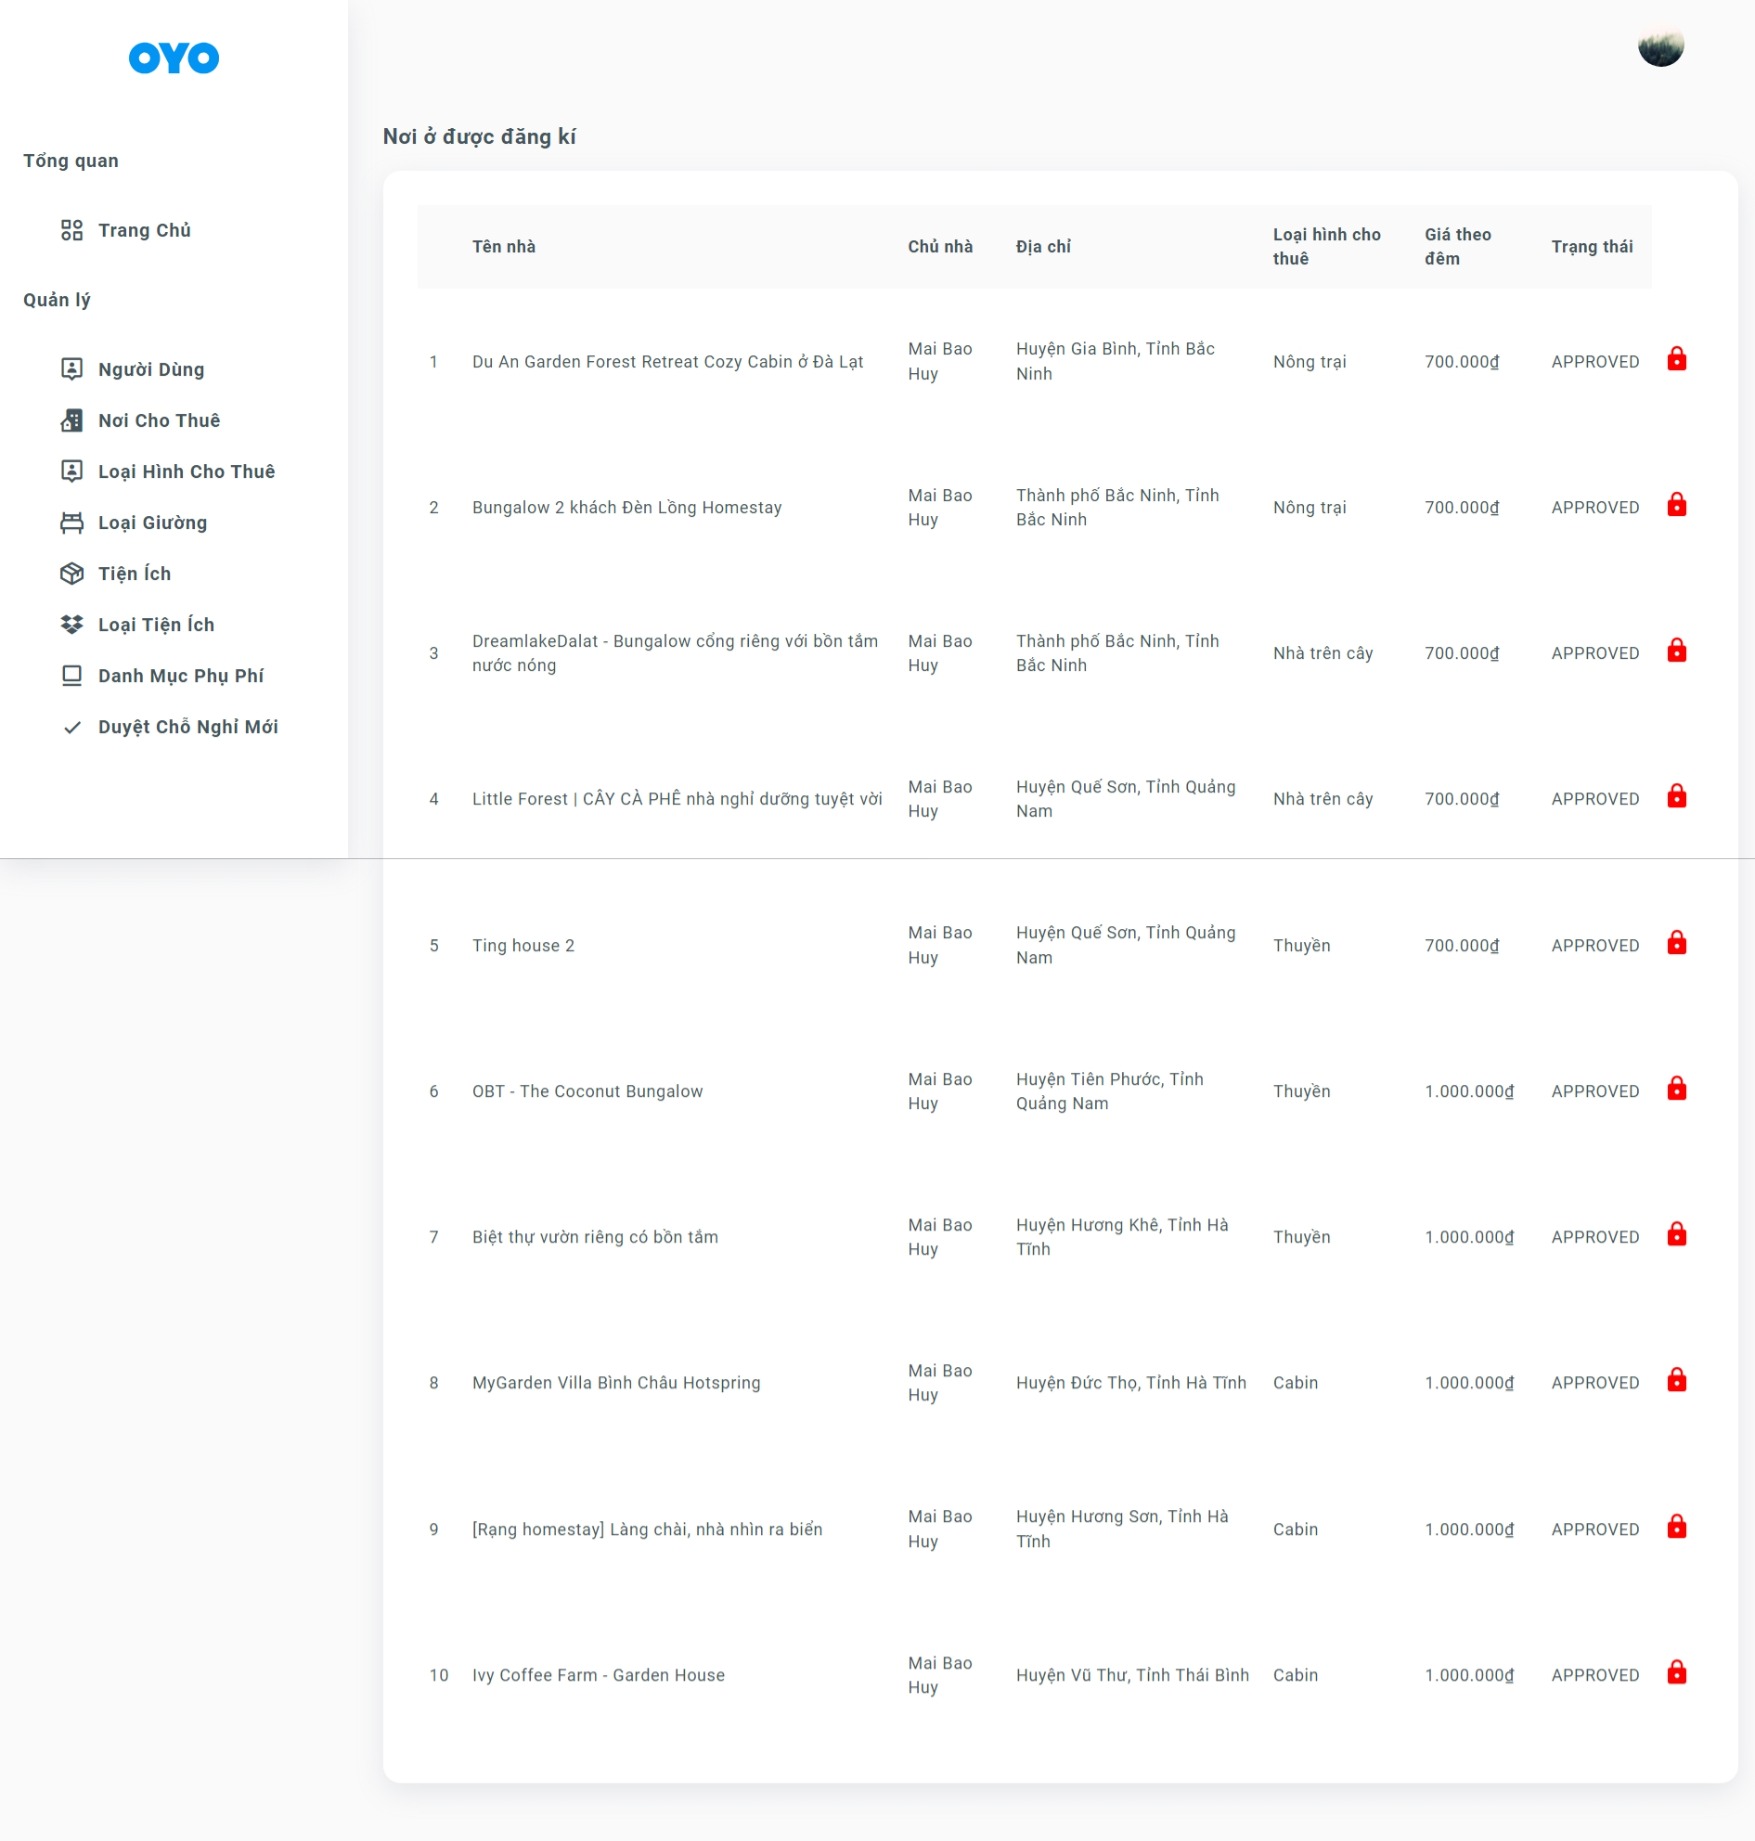 OYO
Tổng quan
Trang Chủ
Quản lý
Người Dùng
Nơi Cho Thuê
Loại Hình Cho Thuê
Loại Giường
Tiện Ích
Loại Tiện Ích
Danh Mục Phụ Phí
Duyệt Chỗ Nghỉ Mới
Nơi ở được đăng kí
Tên nhà
Chủ nhà
Địa chỉ
Loại hình cho
thuê
Giá theo
đêm
Trạng thái
1
Du An Garden Forest Retreat Cozy Cabin ở Đà Lạt
Mai Bao
Huy
Huyện Gia Bình, Tỉnh Bắc
Ninh
Nông trại
700.000₫
APPROVED
2
Bungalow 2 khách Đèn Lồng Homestay
Mai Bao
Huy
Thành phố Bắc Ninh, Tỉnh
Bắc Ninh
Nông trại
700.000₫
APPROVED
3
DreamlakeDalat - Bungalow cổng riêng với bồn tắm
nước nóng
Mai Bao
Huy
Thành phố Bắc Ninh, Tỉnh
Bắc Ninh
Nhà trên cây
700.000₫
APPROVED
4
Little Forest | CÂY CÀ PHÊ nhà nghỉ dưỡng tuyệt vời
Mai Bao
Huy
Huyện Quế Sơn, Tỉnh Quảng
Nam
Nhà trên cây
700.000₫
APPROVED
5
Ting house 2
Mai Bao
Huy
Huyện Quế Sơn, Tỉnh Quảng
Nam
Thuyền
700.000₫
APPROVED
6
OBT - The Coconut Bungalow
Mai Bao
Huy
Huyện Tiên Phước, Tỉnh
Quảng Nam
Thuyền
1.000.000₫
APPROVED
7
Biệt thự vườn riêng có bồn tắm
Mai Bao
Huy
Huyện Hương Khê, Tỉnh Hà
Tĩnh
Thuyền
1.000.000₫
APPROVED
8
MyGarden Villa Bình Châu Hotspring
Mai Bao
Huy
Huyện Đức Thọ, Tỉnh Hà Tĩnh
Cabin
1.000.000₫
APPROVED
9
[Rạng homestay] Làng chài, nhà nhìn ra biển
Mai Bao
Huy
Huyện Hương Sơn, Tỉnh Hà
Tĩnh
Cabin
1.000.000₫
APPROVED
10
Ivy Coffee Farm - Garden House
Mai Bao
Huy
Huyện Vũ Thư, Tỉnh Thái Bình
Cabin
1.000.000₫
APPROVED